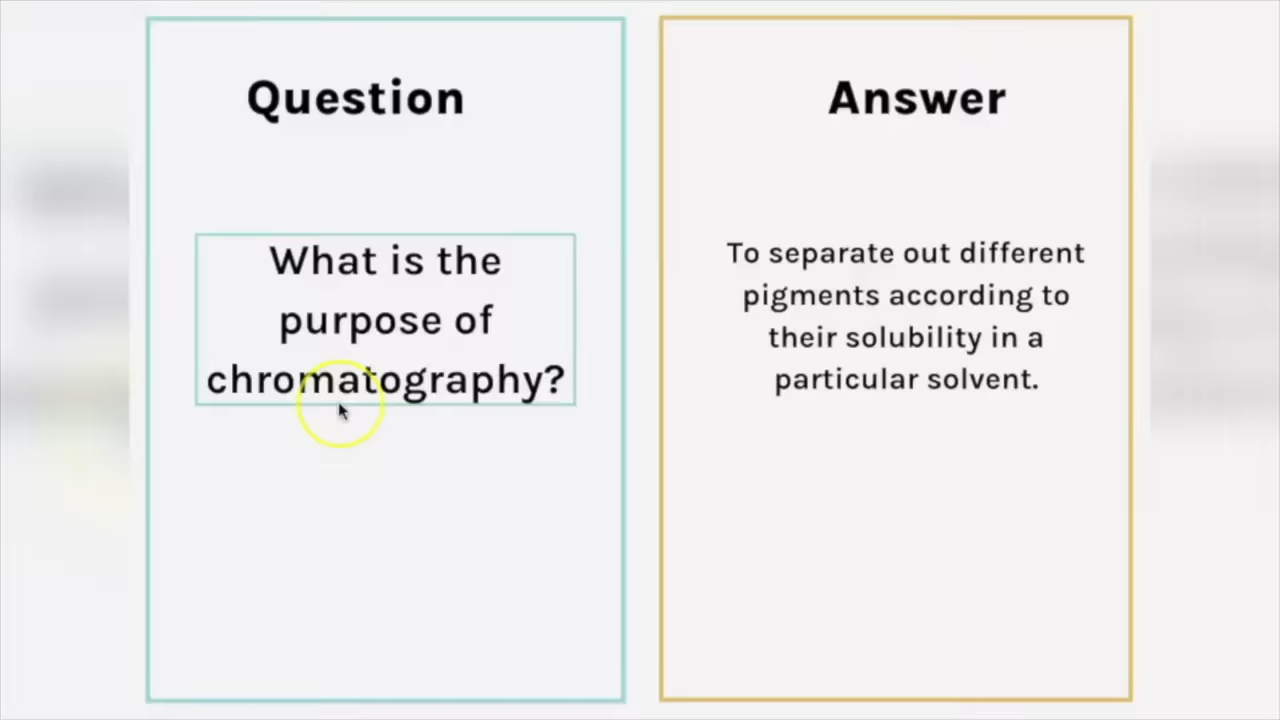 Question
What is the
purpose of
chromatography?
Answer
To separate out different
pigments according to
their solubility in a
particular solvent.